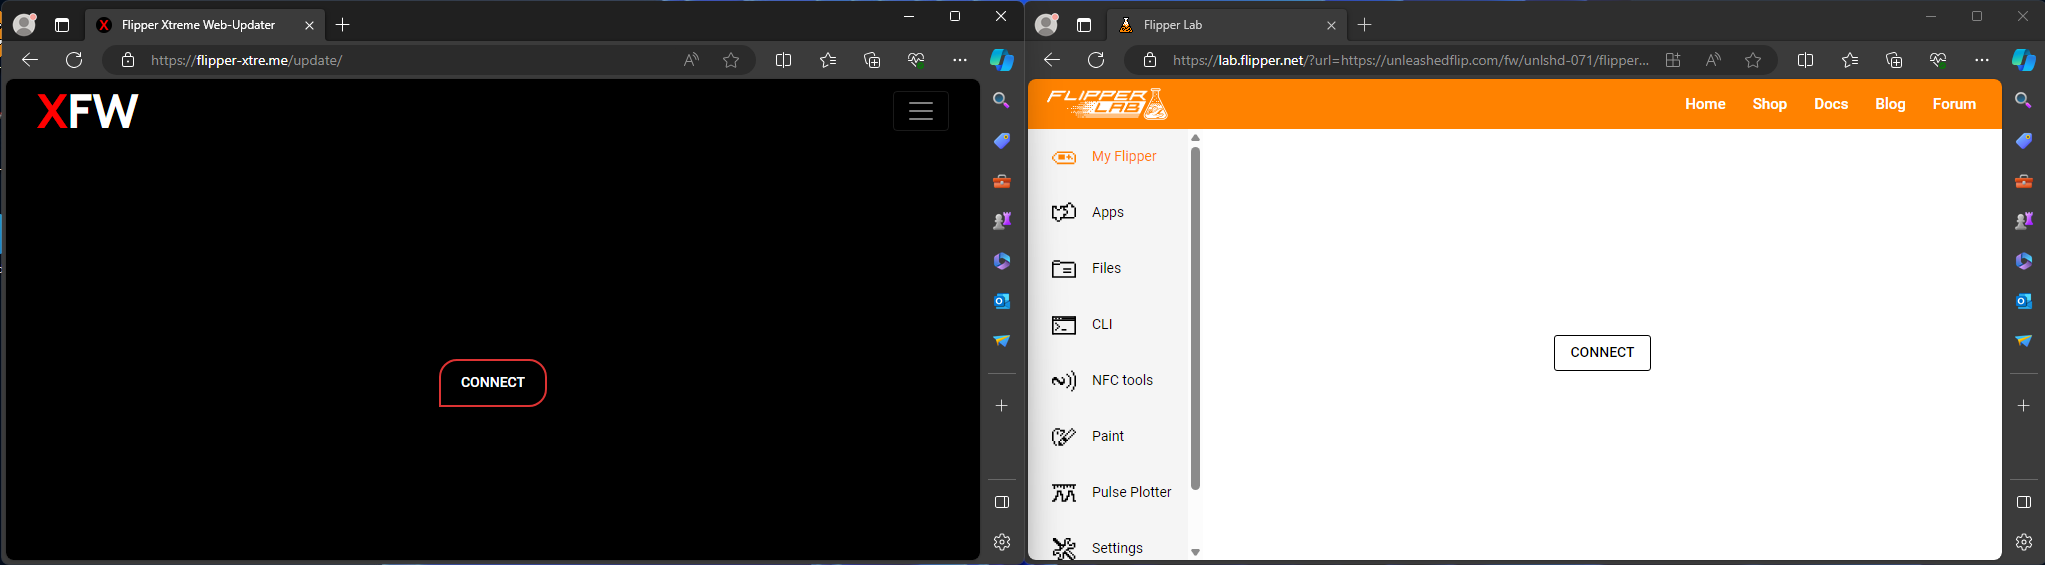 Flipper Xtreme Web-Updater
https://flipper-xtre.me/update/
XFW
CONNECT
Flipper Lab
https://lab.flipper.net/?url=https://unleashedflip.com/fw/unlshd-071/flipper...
FLIPPER
LAB
Home Shop Docs Blog Forum
My Flipper
Apps
Files
CLI
NFC tools
Paint
Pulse Plotter
Settings
CONNECT